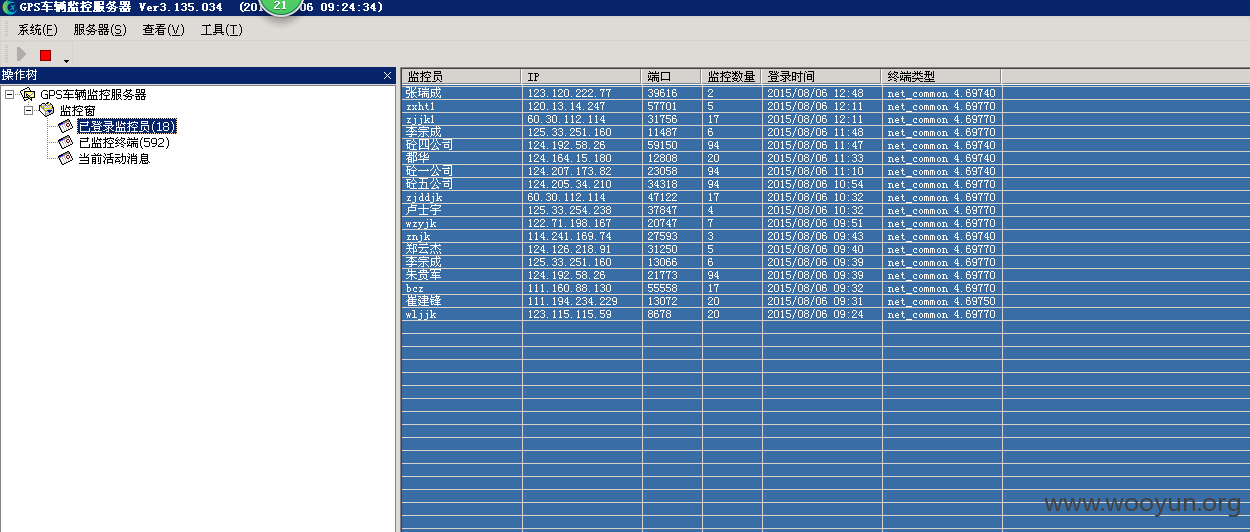 GPS车辆监控服务器 Ver3.135.034 (201 06 09:24:34)
21
系统(F) 服务器(S) 查看(V) 工具(T)
操作树
GPS车辆监控服务器
监控窗
已登录监控员(18)
已监控终端(592)
当前活动消息
监控员 IP 端口 监控数量 登录时间 终端类型
张瑞成 123.120.222.77 39616 2 2015/08/06 12:48 net_common 4.69740
zxht1 120.13.14.247 57701 5 2015/08/06 12:11 net_common 4.69770
zjjk1 60.30.112.114 31756 17 2015/08/06 12:11 net_common 4.69770
李宗成 125.33.251.160 11487 6 2015/08/06 11:48 net_common 4.69770
砼四公司 124.192.58.26 59150 94 2015/08/06 11:47 net_common 4.69740
都华 124.164.15.180 12808 20 2015/08/06 11:33 net_common 4.69740
砼一公司 124.207.173.82 23058 94 2015/08/06 11:10 net_common 4.69740
砼五公司 124.205.34.210 34318 94 2015/08/06 10:54 net_common 4.69770
zjddjk 60.30.112.114 47122 17 2015/08/06 10:32 net_common 4.69770
卢士宇 125.33.254.238 37847 4 2015/08/06 10:32 net_common 4.69770
wzyjk 122.71.198.167 20747 7 2015/08/06 09:51 net_common 4.69770
znjk 114.241.169.74 27593 3 2015/08/06 09:43 net_common 4.69740
郑云杰 124.126.218.91 31250 5 2015/08/06 09:40 net_common 4.69770
李宗成 125.33.251.160 13066 6 2015/08/06 09:39 net_common 4.69770
朱贵军 124.192.58.26 21773 94 2015/08/06 09:39 net_common 4.69770
bcz 111.160.88.130 55558 17 2015/08/06 09:32 net_common 4.69770
崔建锋 111.194.234.229 13072 20 2015/08/06 09:31 net_common 4.69750
wljjk 123.115.115.59 8678 20 2015/08/06 09:24 net_common 4.69770
www.wooyun.org